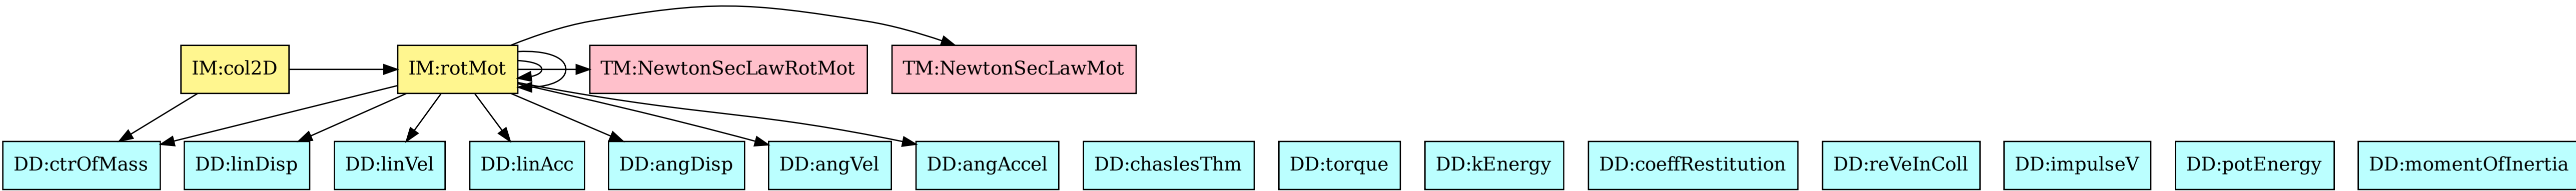 IM:col2D
IM:rotMot
TM:NewtonSecLawRotMot
TM:NewtonSecLawMot
DD:ctrOfMass
DD:linDisp
DD:linVel
DD:linAcc
DD:angDisp
DD:angVel
DD:angAccel
DD:chaslesThm
DD:torque
DD:kEnergy
DD:coeffRestitution
DD:reVeInColl
DD:impulseV
DD:potEnergy
DD:momentOfInertia